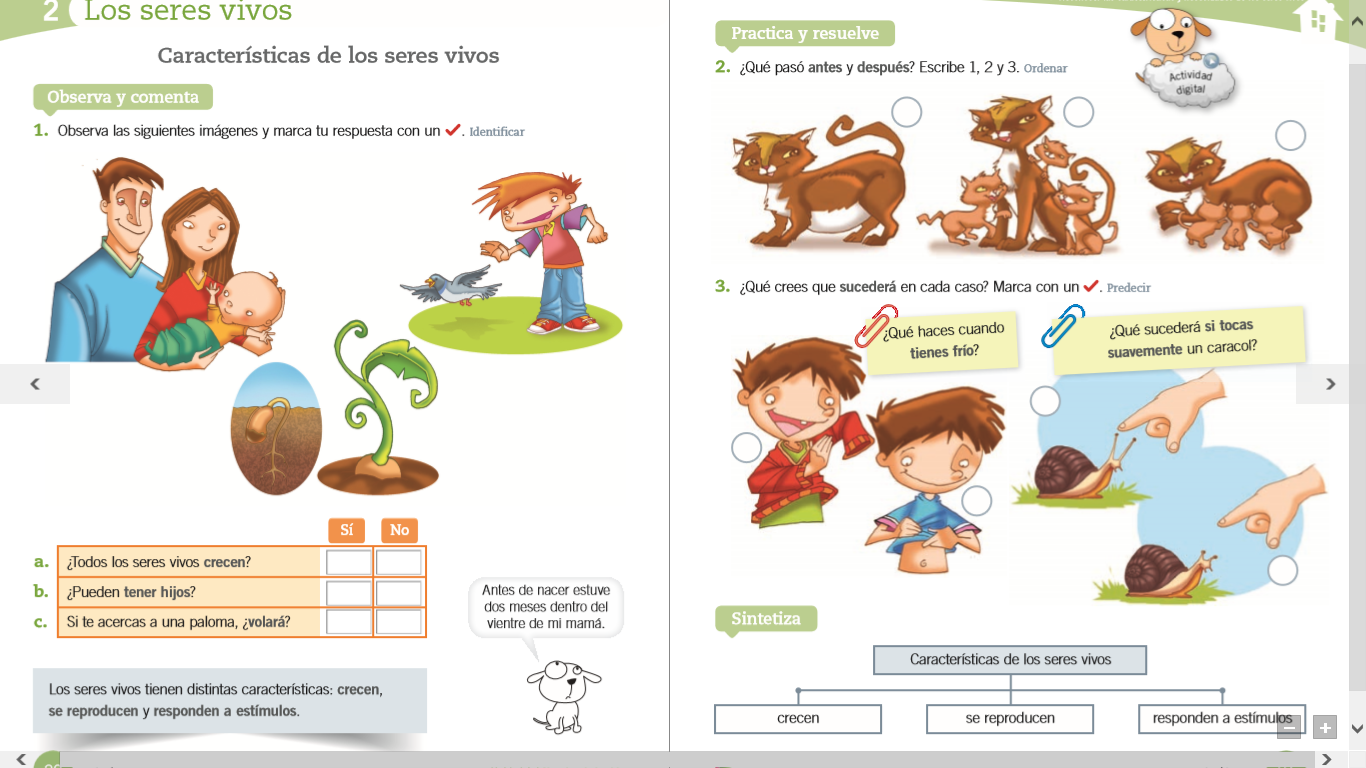 2 Los seres vivos
Características de los seres vivos
Observa y comenta
1. Observa las siguientes imágenes y marca tu respuesta con un ✓. Identificar
Sí No
a. ¿Todos los seres vivos crecen?
b. ¿Pueden tener hijos?
c. Si te acercas a una paloma, ¿volará?
Antes de nacer estuve
dos meses dentro del
vientre de mi mamá.
Los seres vivos tienen distintas características: crecen,
se reproducen y responden a estímulos.
Practica y resuelve
Actividad
digital
2. ¿Qué pasó antes y después? Escribe 1, 2 y 3. Ordenar
3. ¿Qué crees que sucederá en cada caso? Marca con un ✓. Predecir
¿Qué haces cuando
tienes frío?
¿Qué sucederá si tocas
suavemente un caracol?
Sintetiza
Características de los seres vivos
crecen
se reproducen
responden a estímulos